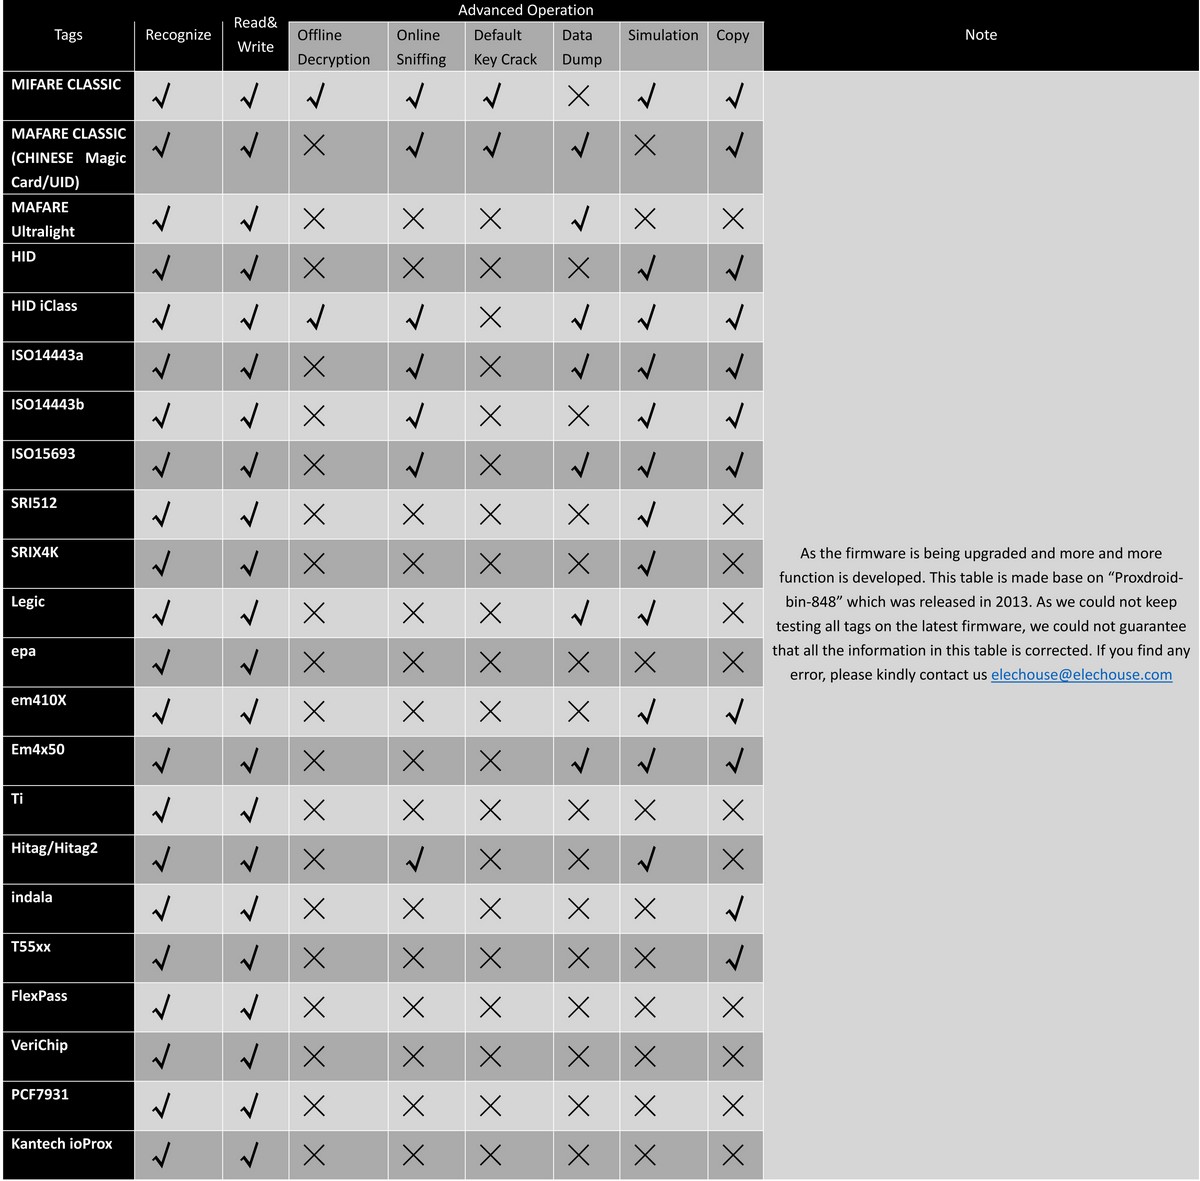 Advanced Operation
Tags Recognize Read& Write Offline Decryption Online Sniffing Default Key Crack Data Dump Simulation Copy Note
MIFARE CLASSIC √ √ √ √ √ × √ √
MAFARE CLASSIC (CHINESE Magic Card/UID) √ √ × √ √ √ × √
MAFARE Ultralight √ √ × × × √ × ×
HID √ √ × × × × √ √
HID iClass √ √ √ √ × √ √ √
ISO14443a √ √ × √ × √ √ √
ISO14443b √ √ × √ × × √ √
ISO15693 √ √ × √ × √ √ √
SRI512 √ √ × × × × √ ×
SRIX4K √ √ × × × × √ ×
Legic √ √ × × × √ √ ×
epa √ √ × × × × × ×
em410X √ √ × × × × √ √
Em4x50 √ √ × × × √ √ √
Ti √ √ × × × × × ×
Hitag/Hitag2 √ √ × √ × × √ ×
indala √ √ × × × × × √
T55xx √ √ × × × × × √
FlexPass √ √ × × × × × ×
VeriChip √ √ × × × × × ×
PCF7931 √ √ × × × × × ×
Kantech ioProx √ √ × × × × × ×
As the firmware is being upgraded and more and more
function is developed. This table is made base on “Proxdroid-
bin-848” which was released in 2013. As we could not keep
testing all tags on the latest firmware, we could not guarantee
that all the information in this table is corrected. If you find any
error, please kindly contact us elechouse@elechouse.com